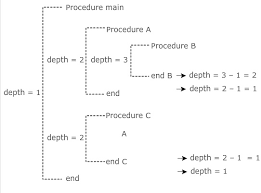 Procedure main
Procedure A
Procedure B
depth = 2 depth = 3
end B → depth = 3 – 1 = 2
depth = 1 end → depth = 2 – 1 = 1
Procedure C
depth = 2 A
end C → depth = 2 – 1 = 1
→ depth = 1
end